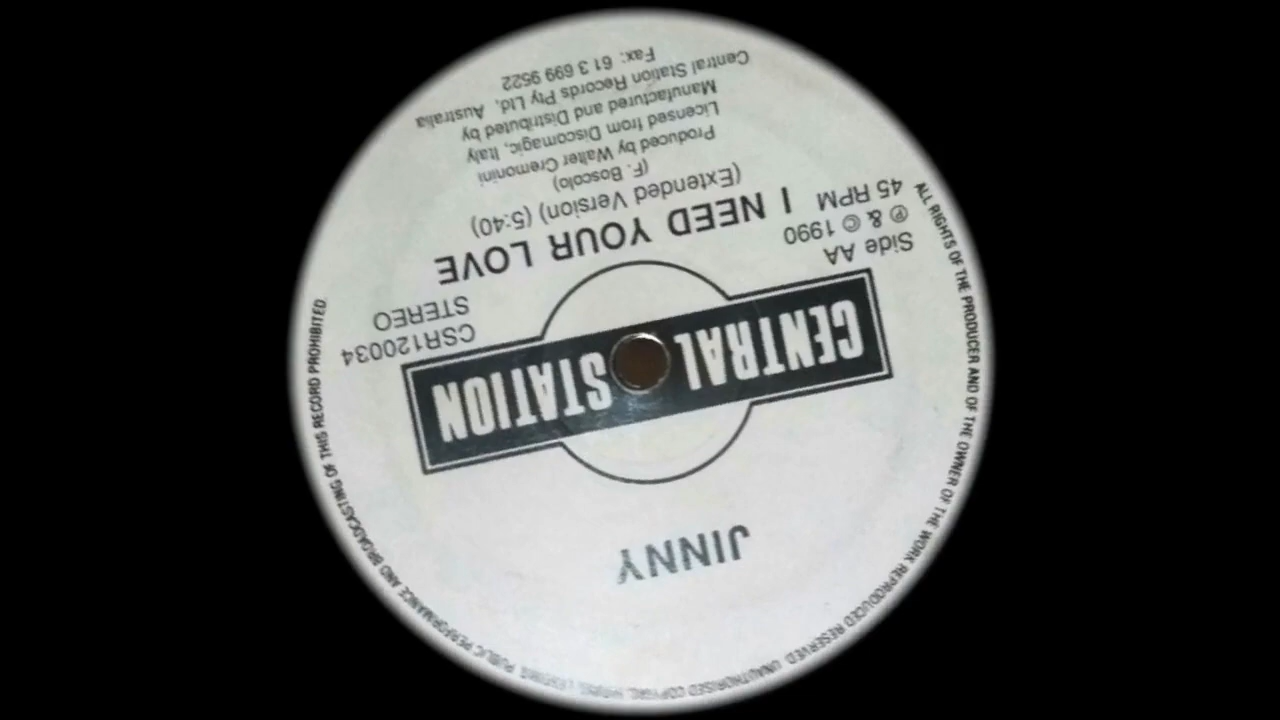 JINNY
CENTRAL STATION
Side AA
℗ & © 1990
45 RPM
CSR120034
STEREO
I NEED YOUR LOVE
(Extended Version) (5:40)
(F. Boscolo)
Produced by Walter Cremonini
Licensed from Discomagic, Italy
Manufactured and Distributed by
Central Station Records Pty Ltd, Australia
Fax: 61 3 699 9522
ALL RIGHTS OF THE PRODUCER AND OF THE OWNER OF THE WORK REPRODUCED RESERVED. UNAUTHORISED COPYING, HIRING, LENDING, PUBLIC PERFORMANCE AND BROADCASTING OF THIS RECORD PROHIBITED.